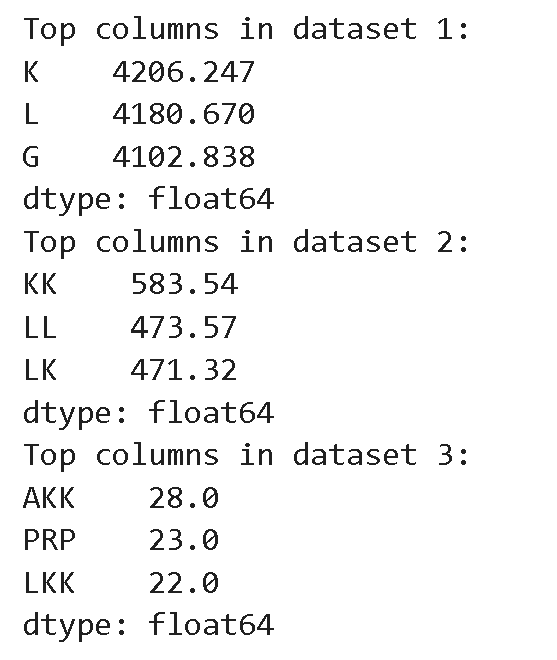 Top columns in dataset 1:
K    4206.247
L    4180.670
G    4102.838
dtype: float64
Top columns in dataset 2:
KK    583.54
LL    473.57
LK    471.32
dtype: float64
Top columns in dataset 3:
AKK    28.0
PRP    23.0
LKK    22.0
dtype: float64